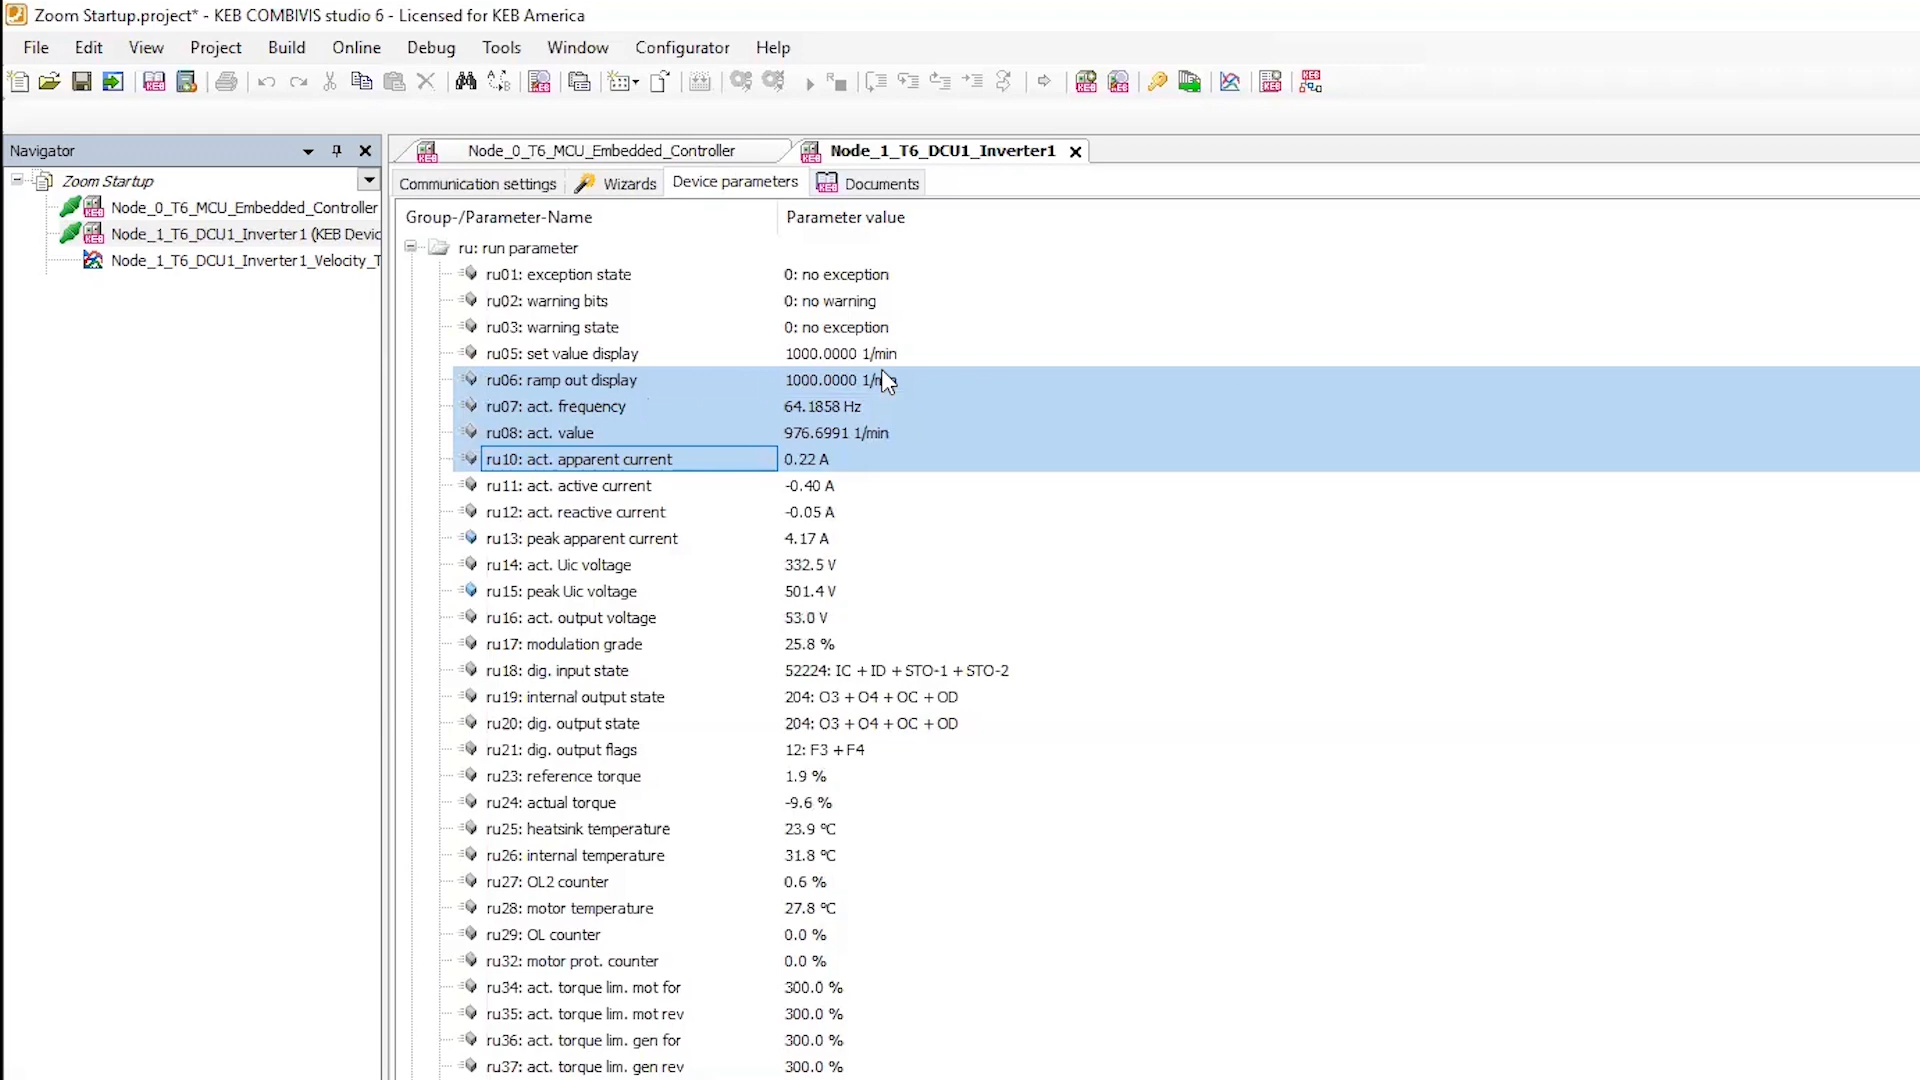 Zoom Startup.project* - KEB COMBIVIS studio 6 - Licensed for KEB America
File Edit View Project Build Online Debug Tools Window Configurator Help
Navigator
Node_0_T6_MCU_Embedded_Controller
Node_1_T6_DCU1_Inverter1
Zoom Startup
Node_0_T6_MCU_Embedded_Controller
Node_1_T6_DCU1_Inverter1 (KEB Devic
Node_1_T6_DCU1_Inverter1_Velocity_T
Communication settings Wizards Device parameters Documents
Group-/Parameter-Name Parameter value
ru: run parameter
ru01: exception state 0: no exception
ru02: warning bits 0: no warning
ru03: warning state 0: no exception
ru05: set value display 1000.0000 1/min
ru06: ramp out display 1000.0000 1/min
ru07: act. frequency 64.1858 Hz
ru08: act. value 976.6991 1/min
ru10: act. apparent current 0.22 A
ru11: act. active current -0.40 A
ru12: act. reactive current -0.05 A
ru13: peak apparent current 4.17 A
ru14: act. Uic voltage 332.5 V
ru15: peak Uic voltage 501.4 V
ru16: act. output voltage 53.0 V
ru17: modulation grade 25.8 %
ru18: dig. input state 52224: IC + ID + STO-1 + STO-2
ru19: internal output state 204: O3 + O4 + OC + OD
ru20: dig. output state 204: O3 + O4 + OC + OD
ru21: dig. output flags 12: F3 + F4
ru23: reference torque 1.9 %
ru24: actual torque -9.6 %
ru25: heatsink temperature 23.9 °C
ru26: internal temperature 31.8 °C
ru27: OL2 counter 0.6 %
ru28: motor temperature 27.8 °C
ru29: OL counter 0.0 %
ru32: motor prot. counter 0.0 %
ru34: act. torque lim. mot for 300.0 %
ru35: act. torque lim. mot rev 300.0 %
ru36: act. torque lim. gen for 300.0 %
ru37: act. torque lim. gen rev 300.0 %